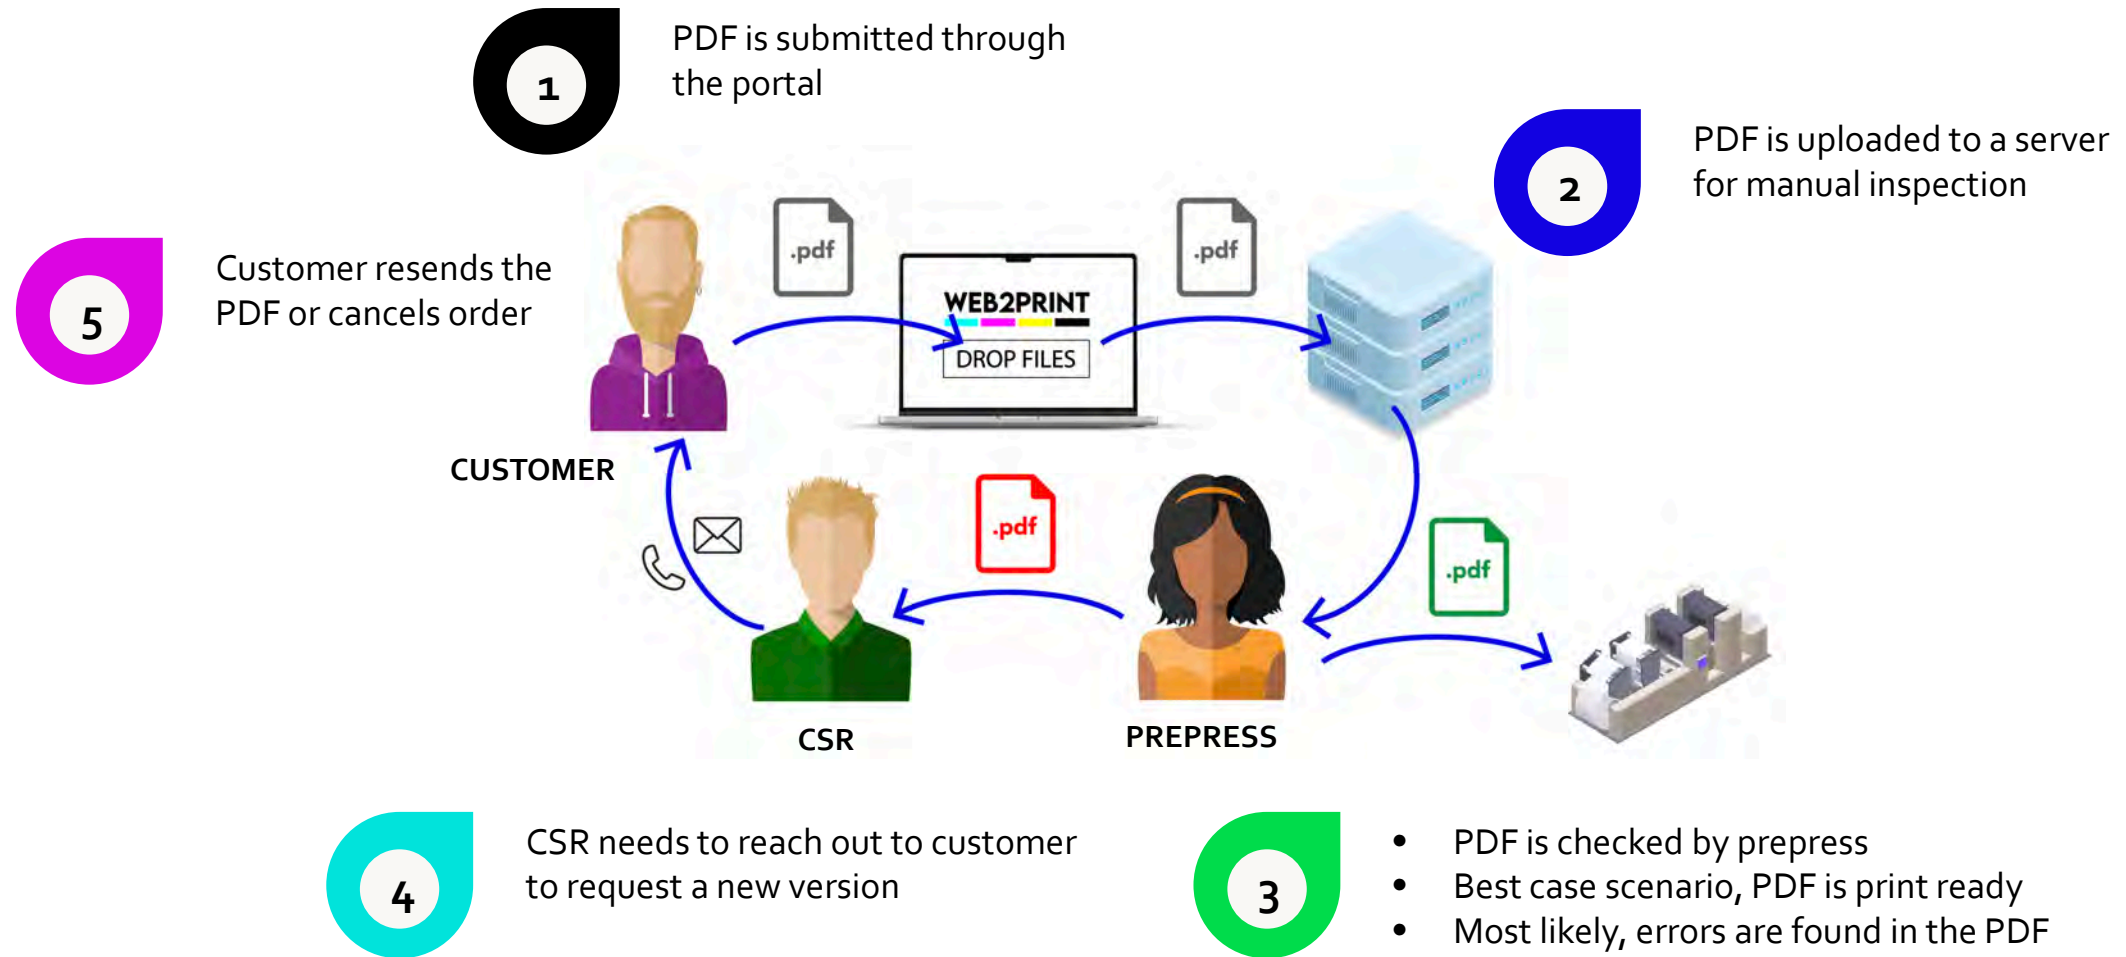 1
PDF is submitted through
the portal
2
PDF is uploaded to a server
for manual inspection
5
Customer resends the
PDF or cancels order
.pdf
.pdf
WEB2PRINT
DROP FILES
CUSTOMER
.pdf
.pdf
CSR
PREPRESS
4
CSR needs to reach out to customer
to request a new version
3
• PDF is checked by prepress
• Best case scenario, PDF is print ready
• Most likely, errors are found in the PDF